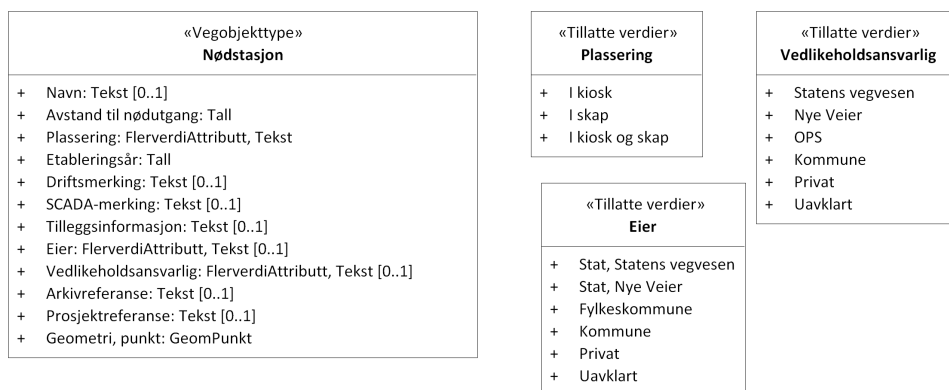 «Vegobjekttype»
Nødstasjon
+ Navn: Tekst [0..1]
+ Avstand til nødutgang: Tall
+ Plassering: FlerverdiAttributt, Tekst
+ Etableringsår: Tall
+ Driftsmerking: Tekst [0..1]
+ SCADA-merking: Tekst [0..1]
+ Tilleggsinformasjon: Tekst [0..1]
+ Eier: FlerverdiAttributt, Tekst [0..1]
+ Vedlikeholdsansvarlig: FlerverdiAttributt, Tekst [0..1]
+ Arkivreferanse: Tekst [0..1]
+ Prosjektreferanse: Tekst [0..1]
+ Geometri, punkt: GeomPunkt
«Tillatte verdier»
Plassering
+ I kiosk
+ I skap
+ I kiosk og skap
«Tillatte verdier»
Eier
+ Stat, Statens vegvesen
+ Stat, Nye Veier
+ Fylkeskommune
+ Kommune
+ Privat
+ Uavklart
«Tillatte verdier»
Vedlikeholdsansvarlig
+ Statens vegvesen
+ Nye Veier
+ OPS
+ Kommune
+ Privat
+ Uavklart